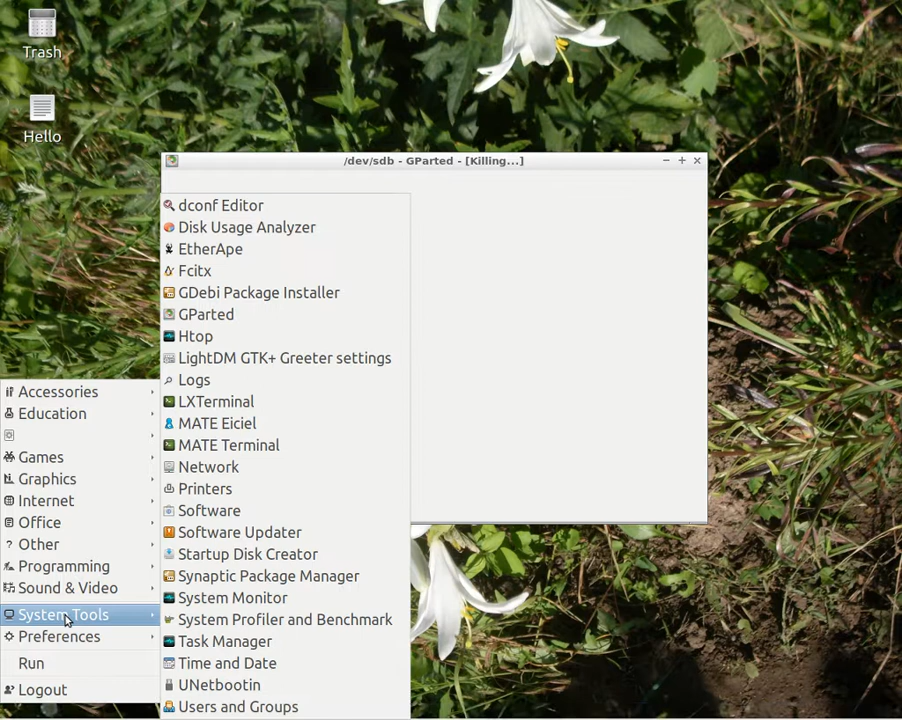 Trash
Hello
/dev/sdb - GParted - [Killing...]
dconf Editor
Disk Usage Analyzer
EtherApe
Fcitx
GDebi Package Installer
GParted
Htop
LightDM GTK+ Greeter settings
Logs
LXTerminal
MATE Eiciel
MATE Terminal
Network
Printers
Software
Software Updater
Startup Disk Creator
Synaptic Package Manager
System Monitor
System Profiler and Benchmark
Task Manager
Time and Date
UNetbootin
Users and Groups
Accessories
Education
Games
Graphics
Internet
Office
Other
Programming
Sound & Video
System Tools
Preferences
Run
Logout